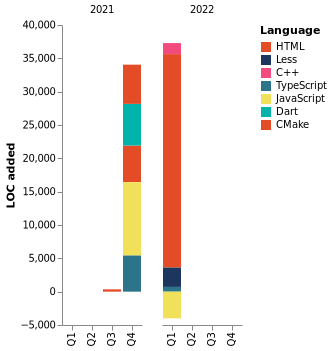 2021 2022
Language
HTML
Less
C++
TypeScript
JavaScript
Dart
CMake
LOC added
40,000
35,000
30,000
25,000
20,000
15,000
10,000
5,000
0
−5,000
Q1 Q2 Q3 Q4 Q1 Q2 Q3 Q4